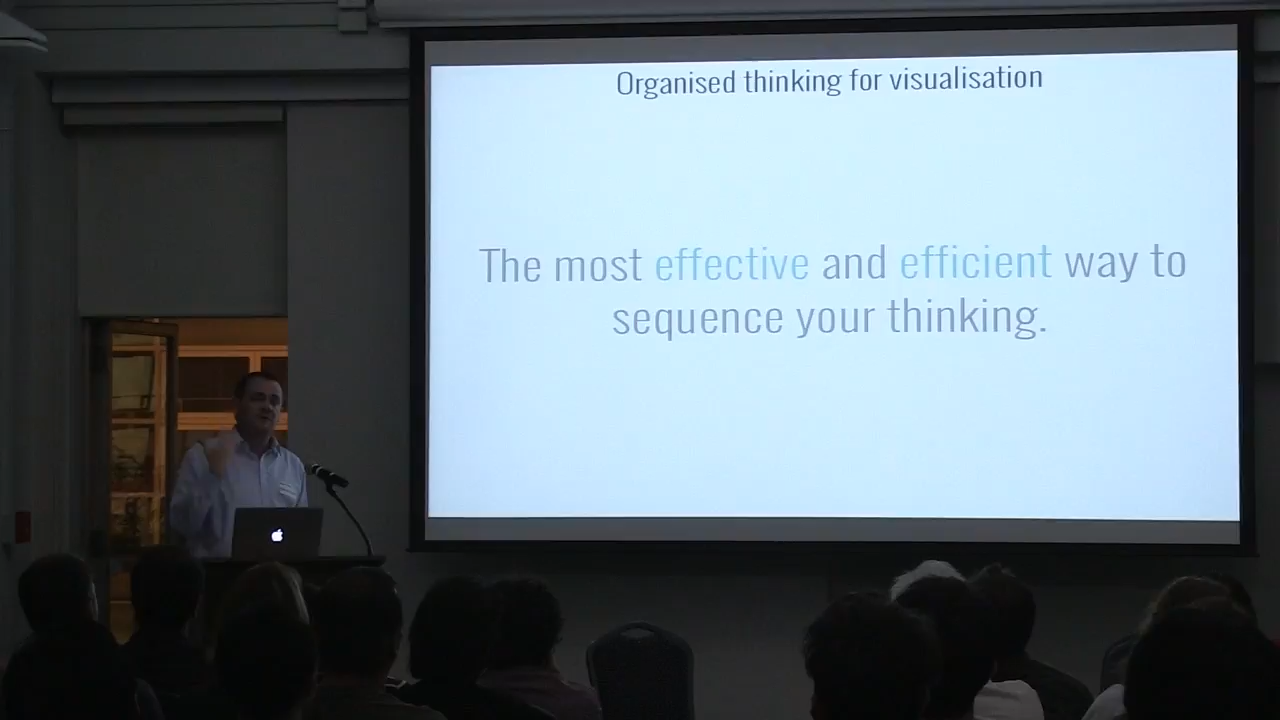 Organised thinking for visualisation
The most effective and efficient way to
sequence your thinking.